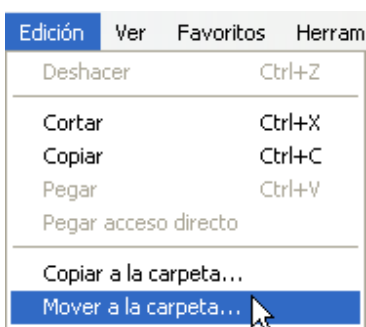 Edición Ver Favoritos Herram
Deshacer Ctrl+Z
Cortar Ctrl+X
Copiar Ctrl+C
Pegar Ctrl+V
Pegar acceso directo
Copiar a la carpeta...
Mover a la carpeta...